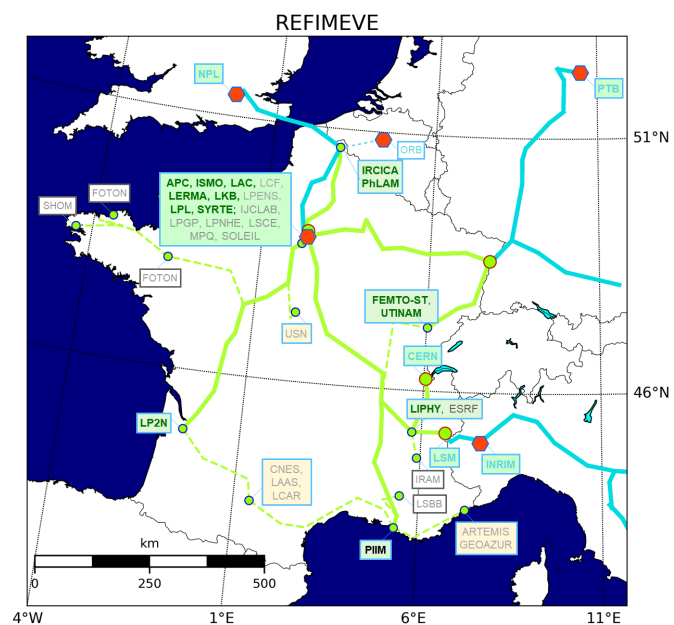 REFIMEVE
NPL
PTB
51°N
ORB
IRCICA
PhLAM
APC, ISMO, LAC, LCF,
LERMA, LKB, LPENS,
LPL, SYRTE; IJCLAB,
LPGP, LPNHE, LSCE,
MPQ, SOLEIL
FOTON
SHOM
FOTON
FEMTO-ST,
UTINAM
USN
CERN
46°N
LIPHY, ESRF
LP2N
LSM
INRIM
CNES,
LAAS,
LCAR
IRAM
LSBB
ARTEMIS
GEOAZUR
PIIM
km
0
250
500
4°W
1°E
6°E
11°E